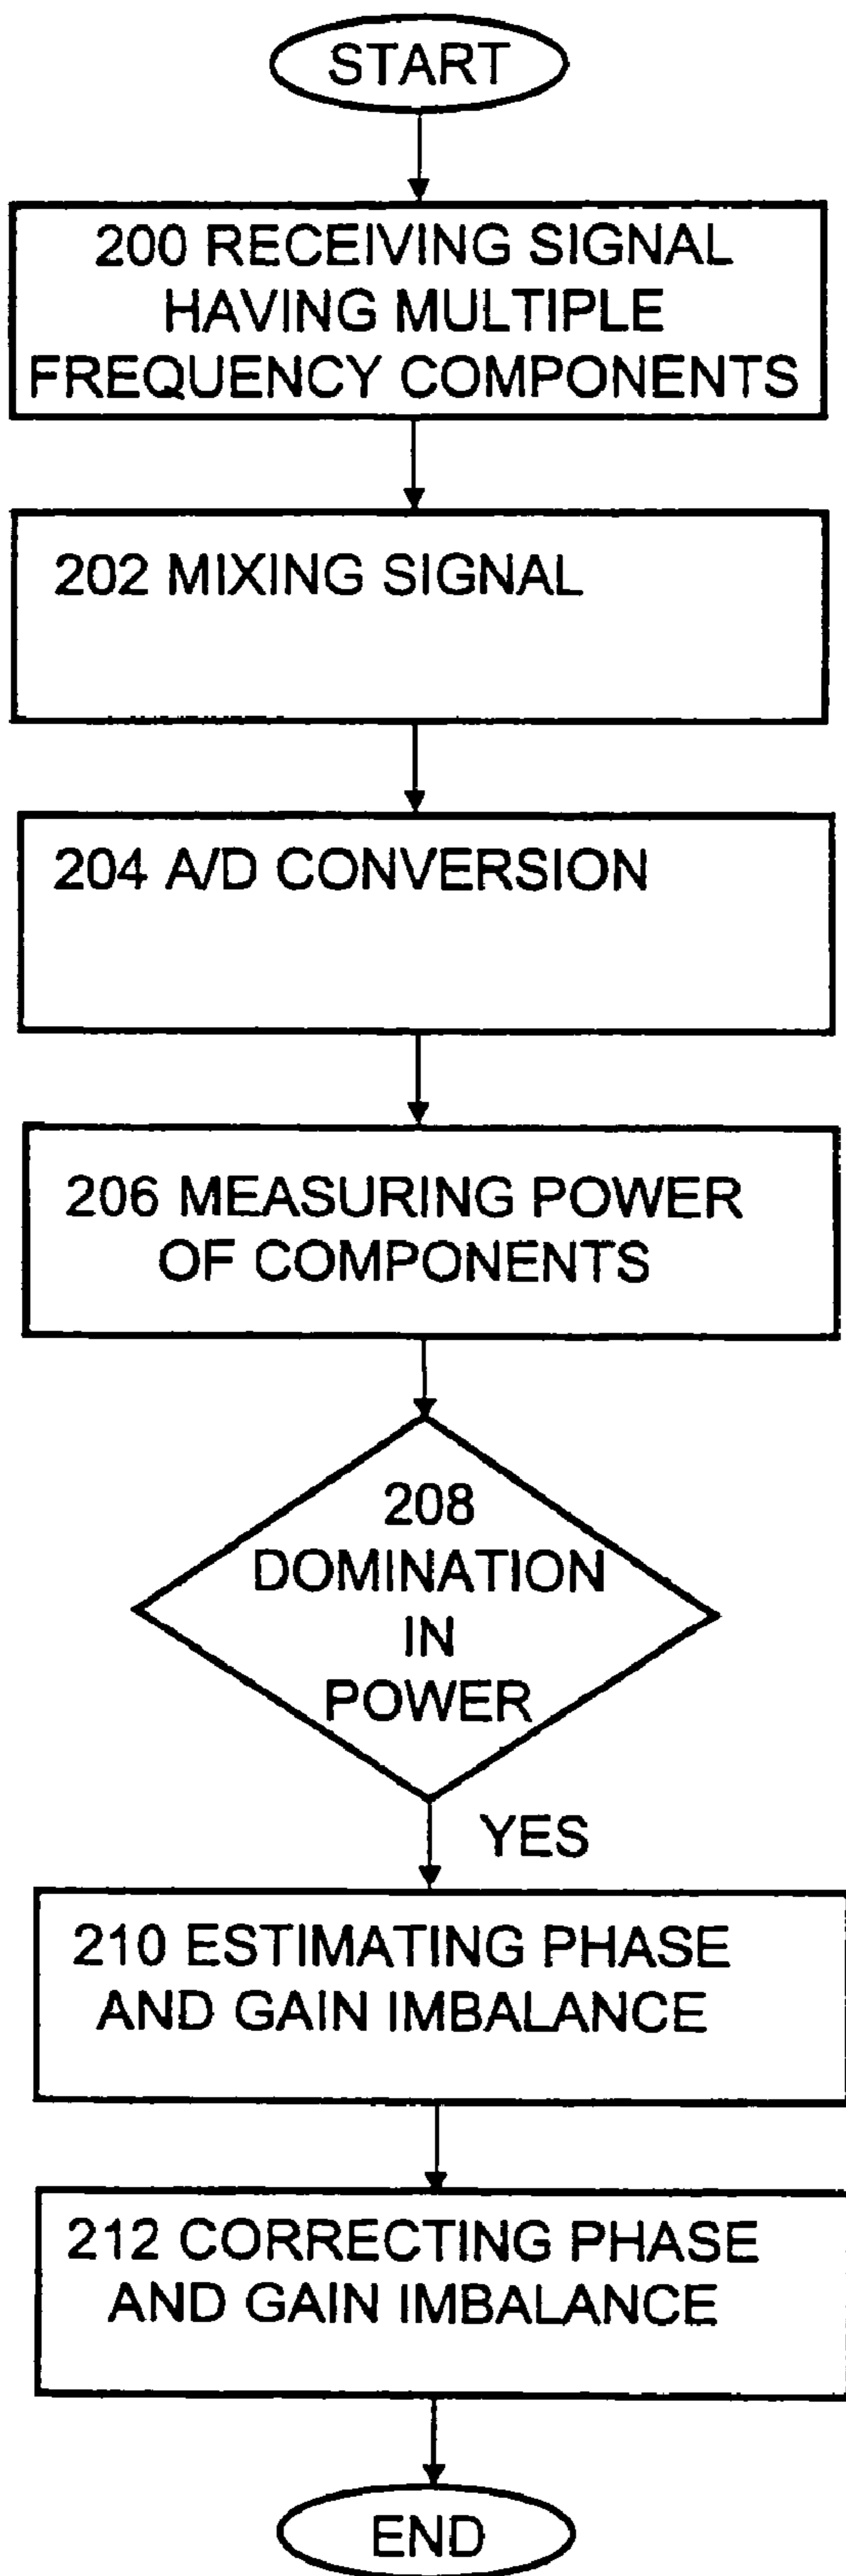 START
200 RECEIVING SIGNAL
HAVING MULTIPLE
FREQUENCY COMPONENTS
202 MIXING SIGNAL
204 A/D CONVERSION
206 MEASURING POWER
OF COMPONENTS
208
DOMINATION
IN
POWER
YES
210 ESTIMATING PHASE
AND GAIN IMBALANCE
212 CORRECTING PHASE
AND GAIN IMBALANCE
END